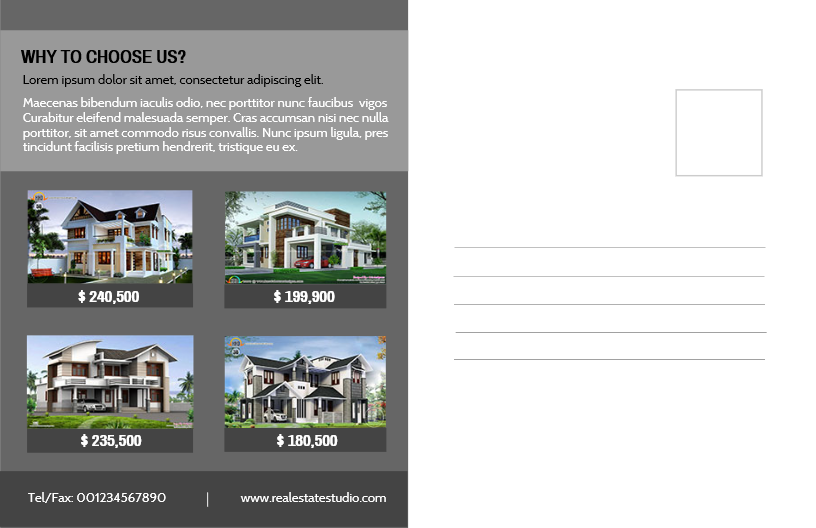 WHY TO CHOOSE US?
Lorem ipsum dolor sit amet, consectetur adipiscing elit.
Maecenas bibendum iaculis odio, nec porttitor nunc faucibus vigos
Curabitur eleifend malesuada semper. Cras accumsan nisi nec nulla
porttitor, sit amet commodo risus convallis. Nunc ipsum ligula, pres
tincidunt facilisis pretium hendrerit, tristique eu ex.
$ 240,500
$ 199,900
$ 235,500
$ 180,500
Tel/Fax: 001234567890 | www.realestatestudio.com